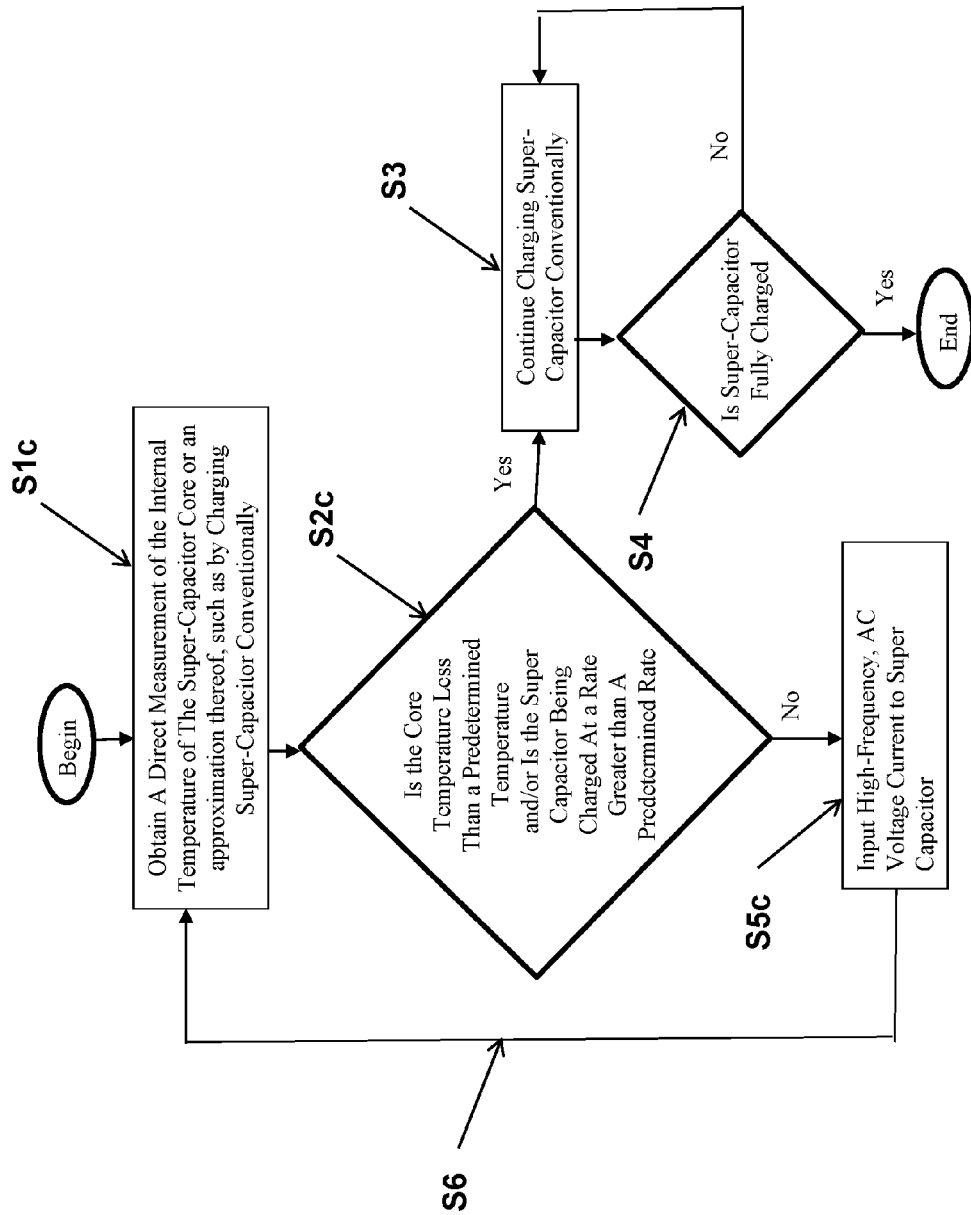 Begin
S1c
Obtain A Direct Measurement of the Internal
Temperature of The Super-Capacitor Core or an
approximation thereof, such as by Charging
Super-Capacitor Conventionally
S2c
Is the Core
Temperature Less
Than a Predetermined
Temperature
and/or Is the Super
Capacitor Being
Charged At a Rate
Greater than A
Predetermined Rate
Yes
S3
Continue Charging Super-
Capacitor Conventionally
S4
Is Super-Capacitor
Fully Charged
No
Yes
End
No
S5c
Input High-Frequency, AC
Voltage Current to Super
Capacitor
S6